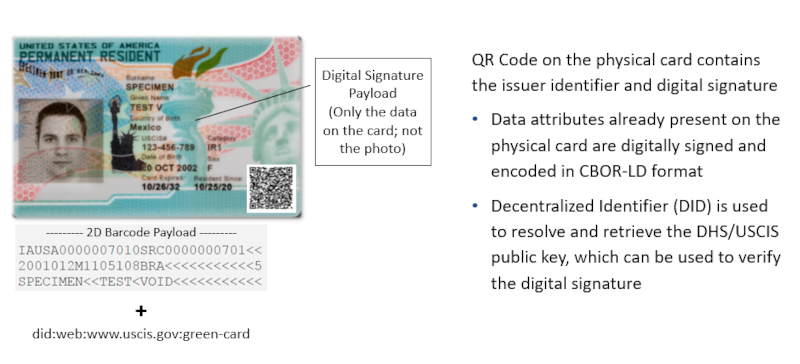 UNITED STATES OF AMERICA
PERMANENT RESIDENT
Surname
SPECIMEN
Given Name
TEST V
Country of Birth
Mexico
USCIS# Category
123-456-789 IR1
Date of Birth Sex
20 OCT 2002 F
Card Expires: Resident Since:
10/26/32 10/25/20
Digital Signature
Payload
(Only the data
on the card; not
the photo)
--------- 2D Barcode Payload ---------
IAUSA0000007010SRC0000000701<<
2001012M1105108BRA<<<<<<<<<<<5
SPECIMEN<<TEST<VOID<<<<<<<<<<<
+
did:web:www.uscis.gov:green-card
QR Code on the physical card contains
the issuer identifier and digital signature
• Data attributes already present on the
physical card are digitally signed and
encoded in CBOR-LD format
• Decentralized Identifier (DID) is used
to resolve and retrieve the DHS/USCIS
public key, which can be used to verify
the digital signature